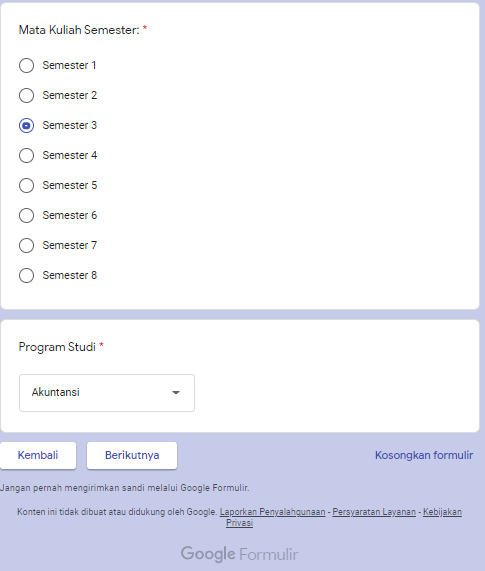 Mata Kuliah Semester: *
Semester 1
Semester 2
Semester 3
Semester 4
Semester 5
Semester 6
Semester 7
Semester 8
Program Studi *
Akuntansi
Kembali
Berikutnya
Kosongkan formulir
Jangan pernah mengirimkan sandi melalui Google Formulir.
Konten ini tidak dibuat atau didukung oleh Google. Laporkan Penyalahgunaan - Persyaratan Layanan - Kebijakan
Privasi
Google Formulir